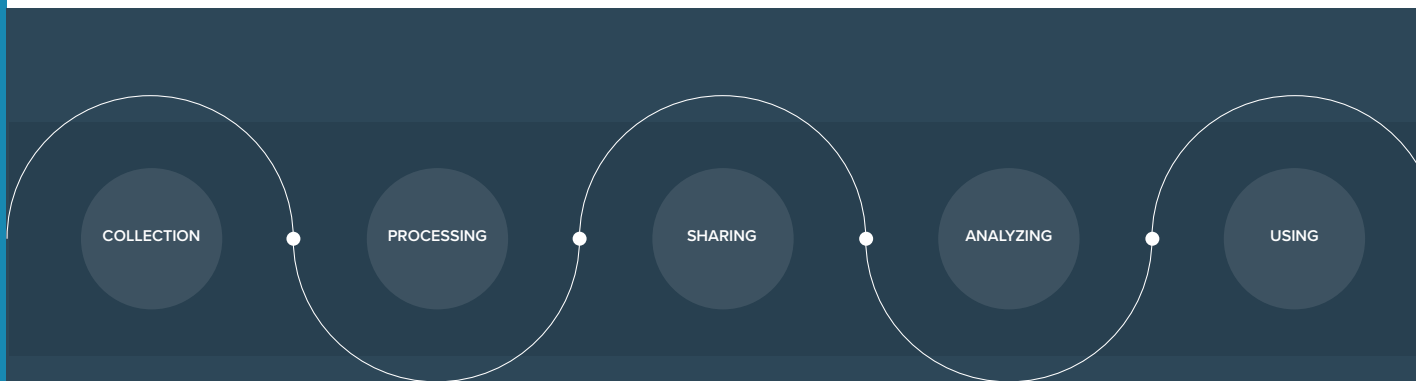 COLLECTION
PROCESSING
SHARING
ANALYZING
USING